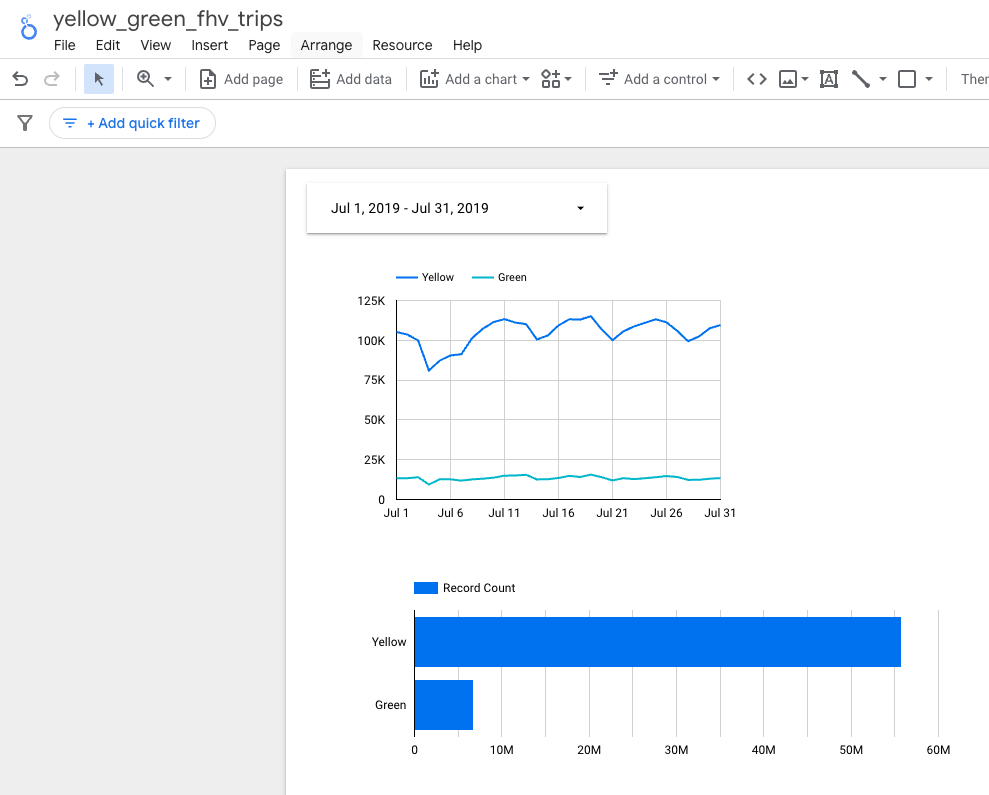 yellow_green_fhv_trips
File Edit View Insert Page Arrange Resource Help
Add page Add data Add a chart Add a control Ther
+ Add quick filter
Jul 1, 2019 - Jul 31, 2019
Yellow Green
125K
100K
75K
50K
25K
0
Jul 1 Jul 6 Jul 11 Jul 16 Jul 21 Jul 26 Jul 31
Record Count
Yellow
Green
0 10M 20M 30M 40M 50M 60M